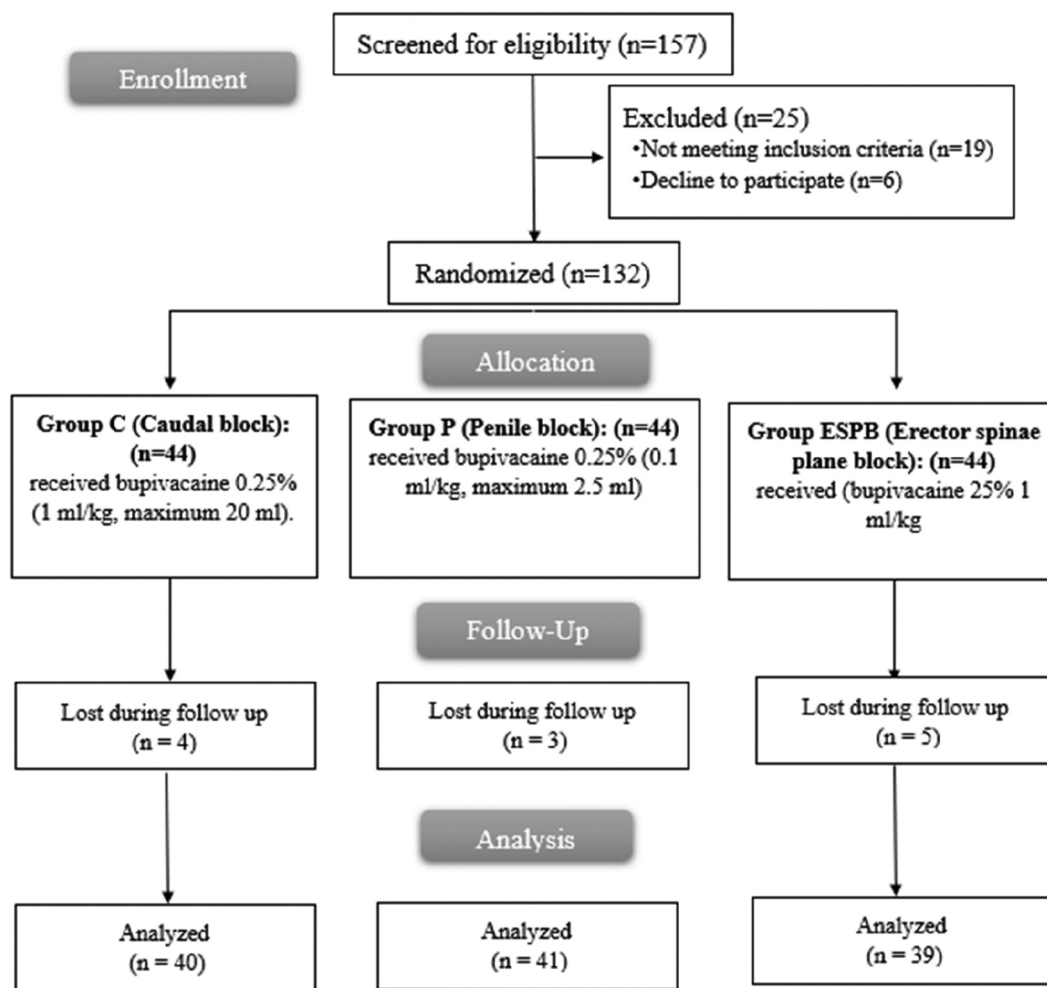 Screened for eligibility (n=157)
Enrollment
Excluded (n=25)
•Not meeting inclusion criteria (n=19)
•Decline to participate (n=6)
Randomized (n=132)
Allocation
Group C (Caudal block):
(n=44)
received bupivacaine 0.25%
(1 ml/kg, maximum 20 ml).
Group P (Penile block): (n=44)
received bupivacaine 0.25% (0.1
ml/kg, maximum 2.5 ml)
Group ESPB (Erector spinae
plane block): (n=44)
received (bupivacaine 25% 1
ml/kg
Follow-Up
Lost during follow up
(n = 4)
Lost during follow up
(n = 3)
Lost during follow up
(n = 5)
Analysis
Analyzed
(n = 40)
Analyzed
(n = 41)
Analyzed
(n = 39)